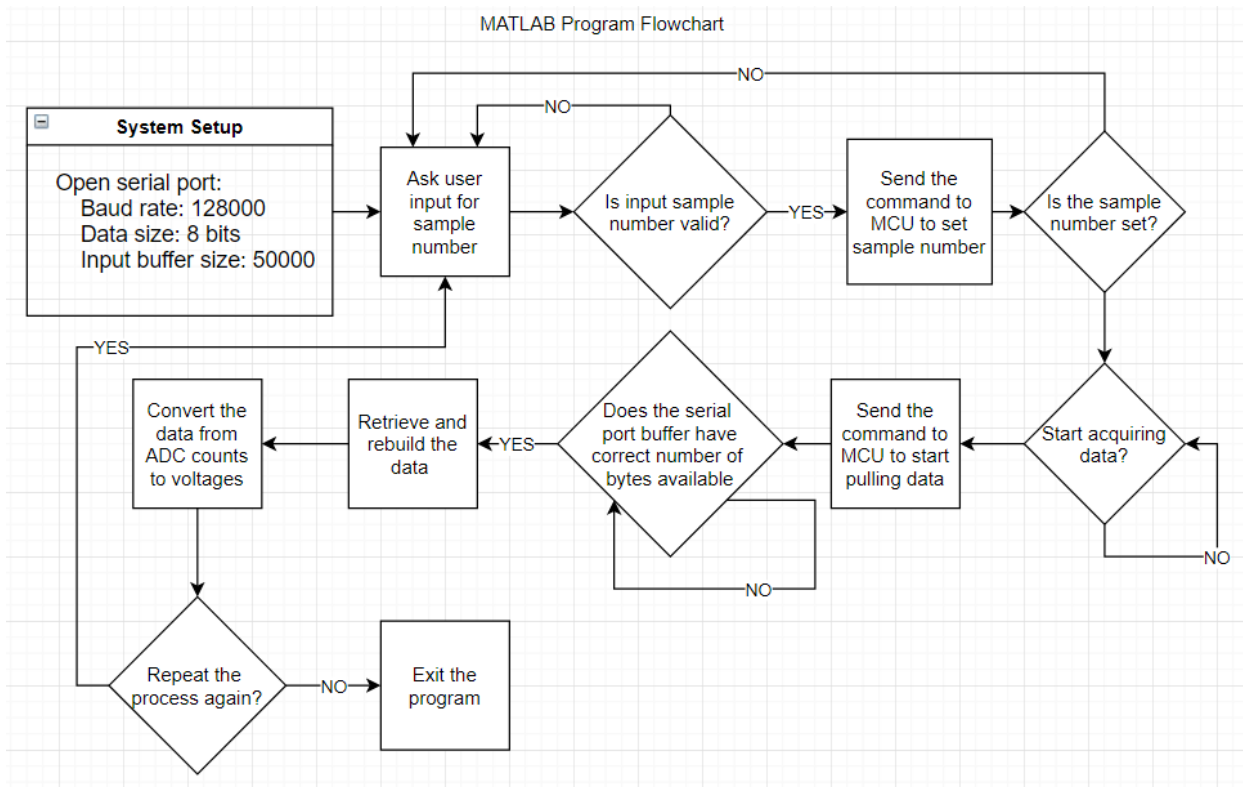 MATLAB Program Flowchart
NO
NO
System Setup
Open serial port:
Baud rate: 128000
Data size: 8 bits
Input buffer size: 50000
Ask user
input for
sample
number
Is input sample
number valid?
YES
Send the
command to
MCU to set
sample number
Is the sample
number set?
YES
Convert the
data from
ADC counts
to voltages
Retrieve and
rebuild the
data
YES
Does the serial
port buffer have
correct number of
bytes available
Send the
command to
MCU to start
pulling data
Start acquiring
data?
NO
NO
Repeat the
process again?
NO
Exit the
program